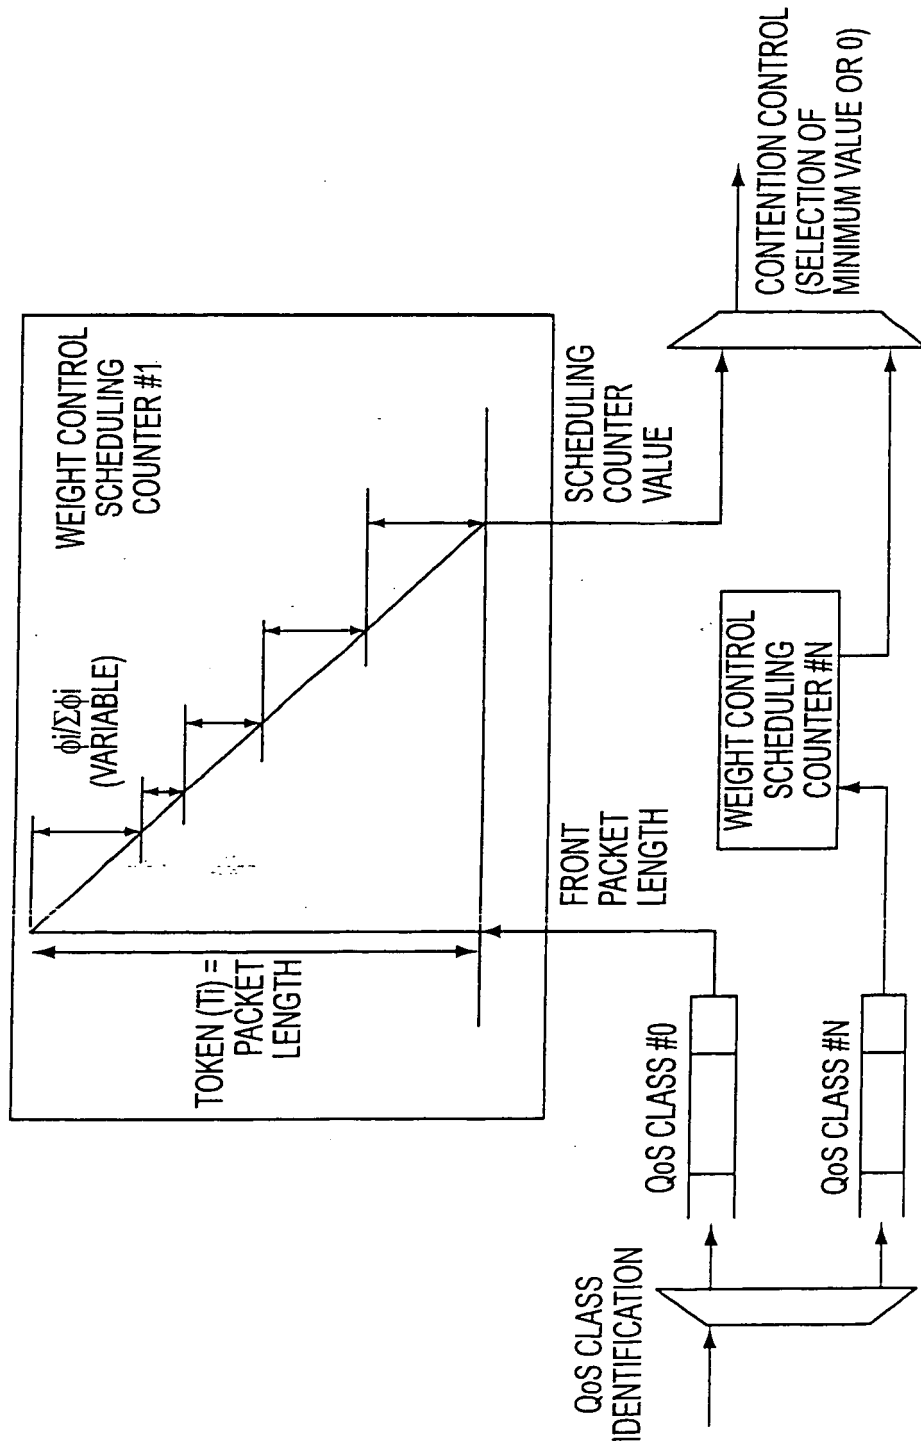 WEIGHT CONTROL
SCHEDULING
COUNTER #1
ϕi/Σϕi
(VARIABLE)
TOKEN (Ti) =
PACKET
LENGTH
FRONT
PACKET
LENGTH
SCHEDULING
COUNTER
VALUE
QoS CLASS
IDENTIFICATION
QoS CLASS #0
QoS CLASS #N
WEIGHT CONTROL
SCHEDULING
COUNTER #N
CONTENTION CONTROL
(SELECTION OF
MINIMUM VALUE OR 0)